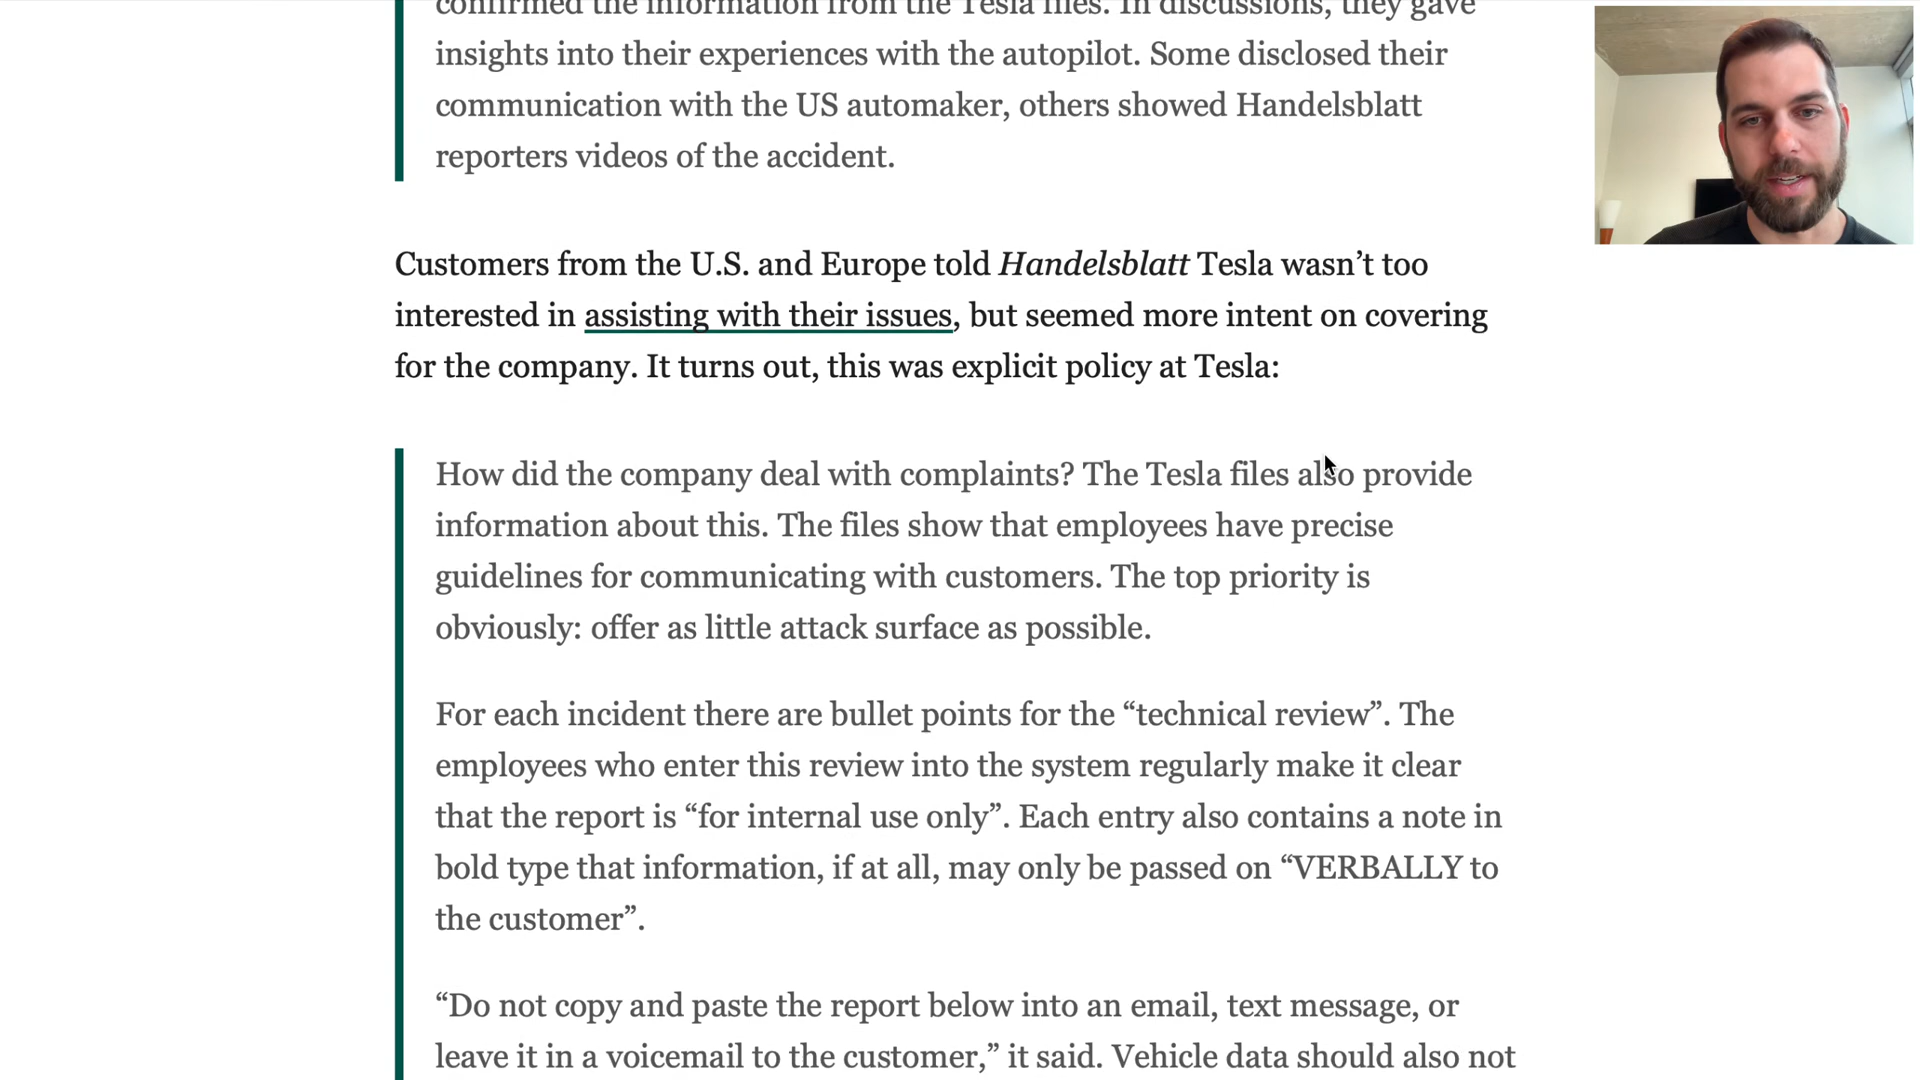 confirmed the information from the Tesla files. In discussions, they gave
insights into their experiences with the autopilot. Some disclosed their
communication with the US automaker, others showed Handelsblatt
reporters videos of the accident.
Customers from the U.S. and Europe told Handelsblatt Tesla wasn’t too
interested in assisting with their issues, but seemed more intent on covering
for the company. It turns out, this was explicit policy at Tesla:
How did the company deal with complaints? The Tesla files also provide
information about this. The files show that employees have precise
guidelines for communicating with customers. The top priority is
obviously: offer as little attack surface as possible.
For each incident there are bullet points for the “technical review”. The
employees who enter this review into the system regularly make it clear
that the report is “for internal use only”. Each entry also contains a note in
bold type that information, if at all, may only be passed on “VERBALLY to
the customer”.
“Do not copy and paste the report below into an email, text message, or
leave it in a voicemail to the customer,” it said. Vehicle data should also not